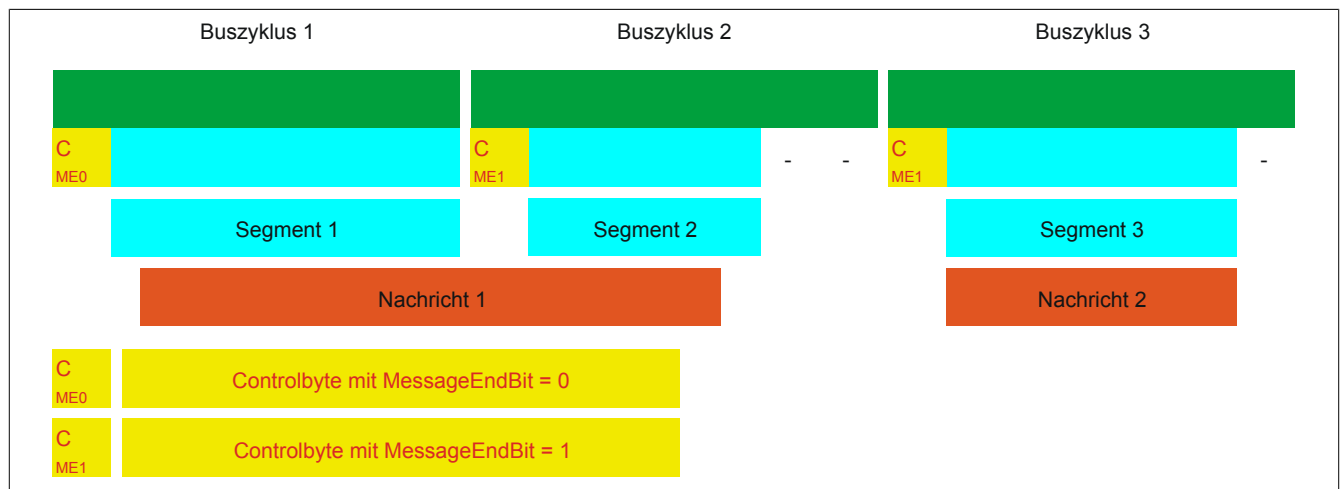 Buszyklus 1 Buszyklus 2 Buszyklus 3
C C - - C -
ME0 ME1 ME1
Segment 1 Segment 2 Segment 3
Nachricht 1 Nachricht 2
C
ME0
Controlbyte mit MessageEndBit = 0
C
ME1
Controlbyte mit MessageEndBit = 1